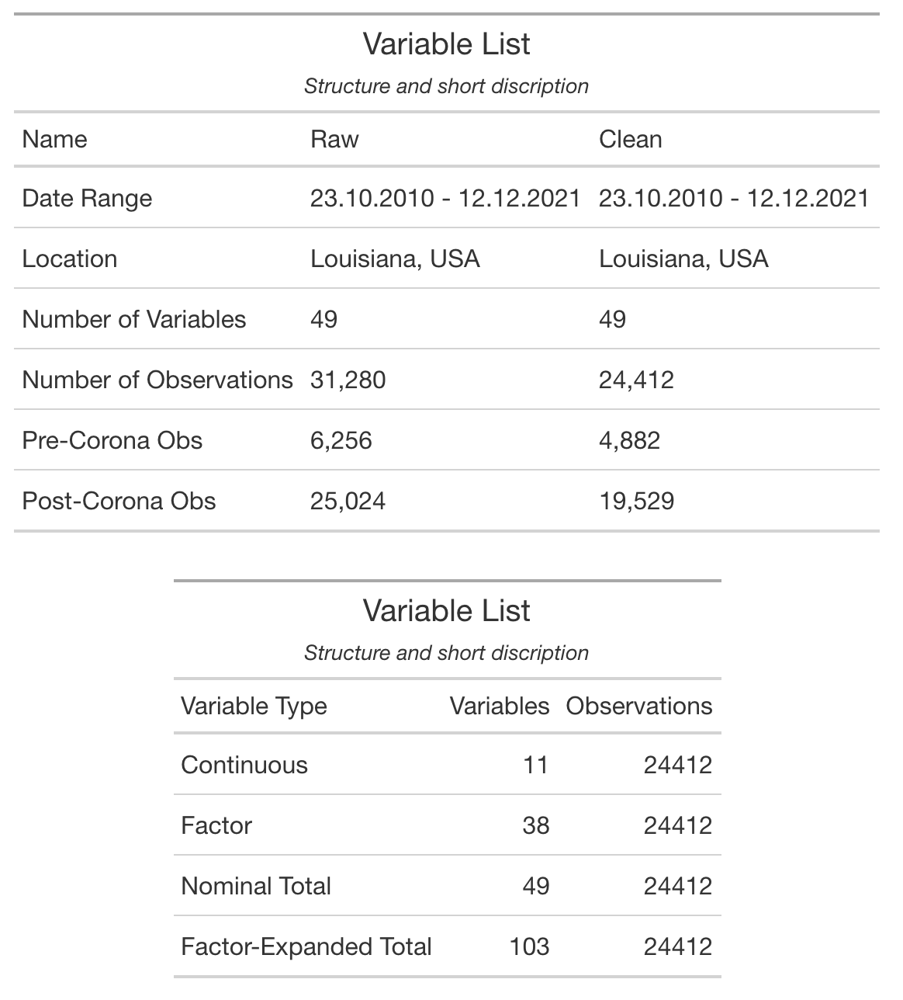 Variable List
Structure and short discription
Name Raw Clean
Date Range 23.10.2010 - 12.12.2021 23.10.2010 - 12.12.2021
Location Louisiana, USA Louisiana, USA
Number of Variables 49 49
Number of Observations 31,280 24,412
Pre-Corona Obs 6,256 4,882
Post-Corona Obs 25,024 19,529
Variable List
Structure and short discription
Variable Type Variables Observations
Continuous 11 24412
Factor 38 24412
Nominal Total 49 24412
Factor-Expanded Total 103 24412